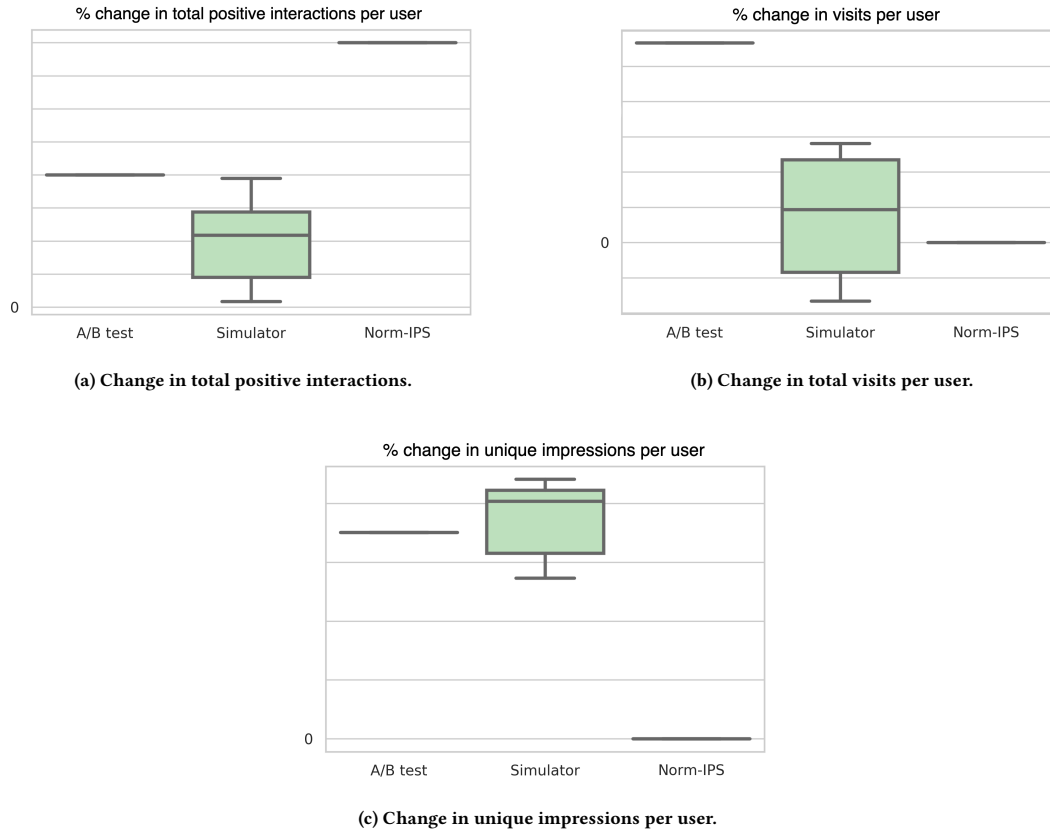 % change in total positive interactions per user
0
A/B test Simulator Norm-IPS
(a) Change in total positive interactions.
% change in visits per user
0
A/B test Simulator Norm-IPS
(b) Change in total visits per user.
% change in unique impressions per user
0
A/B test Simulator Norm-IPS
(c) Change in unique impressions per user.